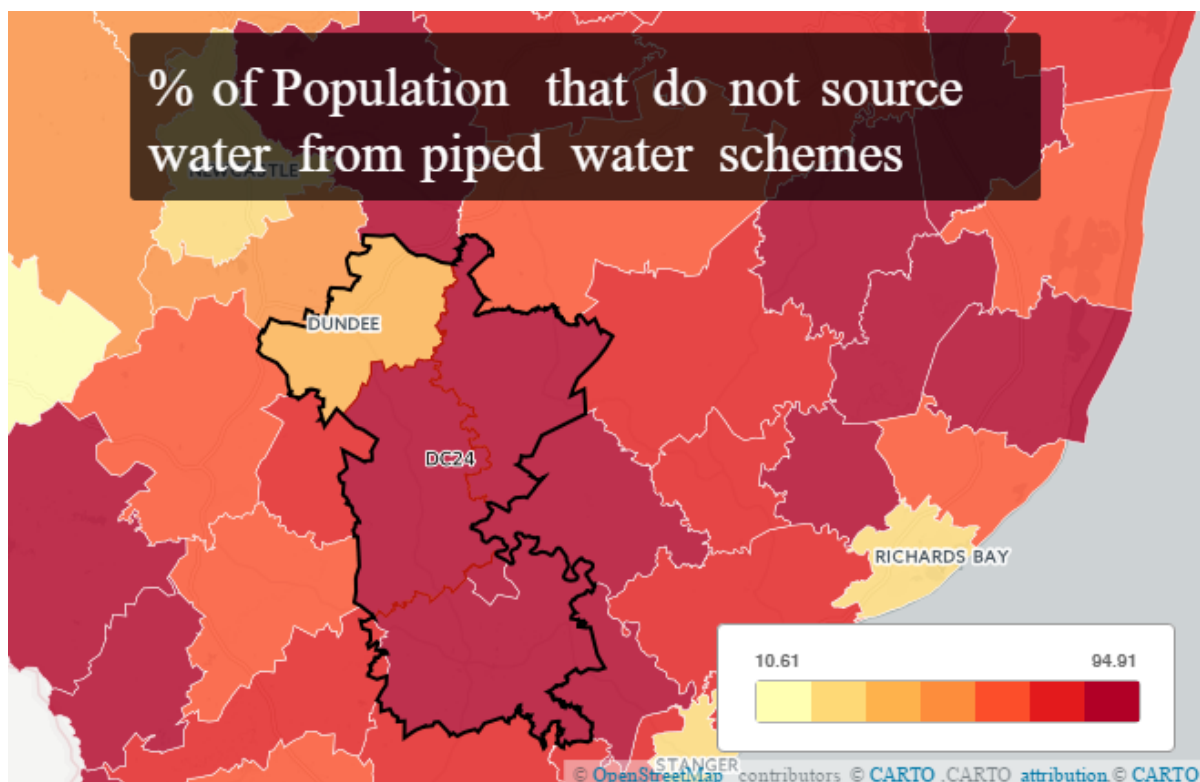 % of Population that do not source
water from piped water schemes
NEWCASTLE
DUNDEE
DC24
RICHARDS BAY
10.61 94.91
STANGER
© OpenStreetMap contributors © CARTO ,CARTO attribution © CARTO